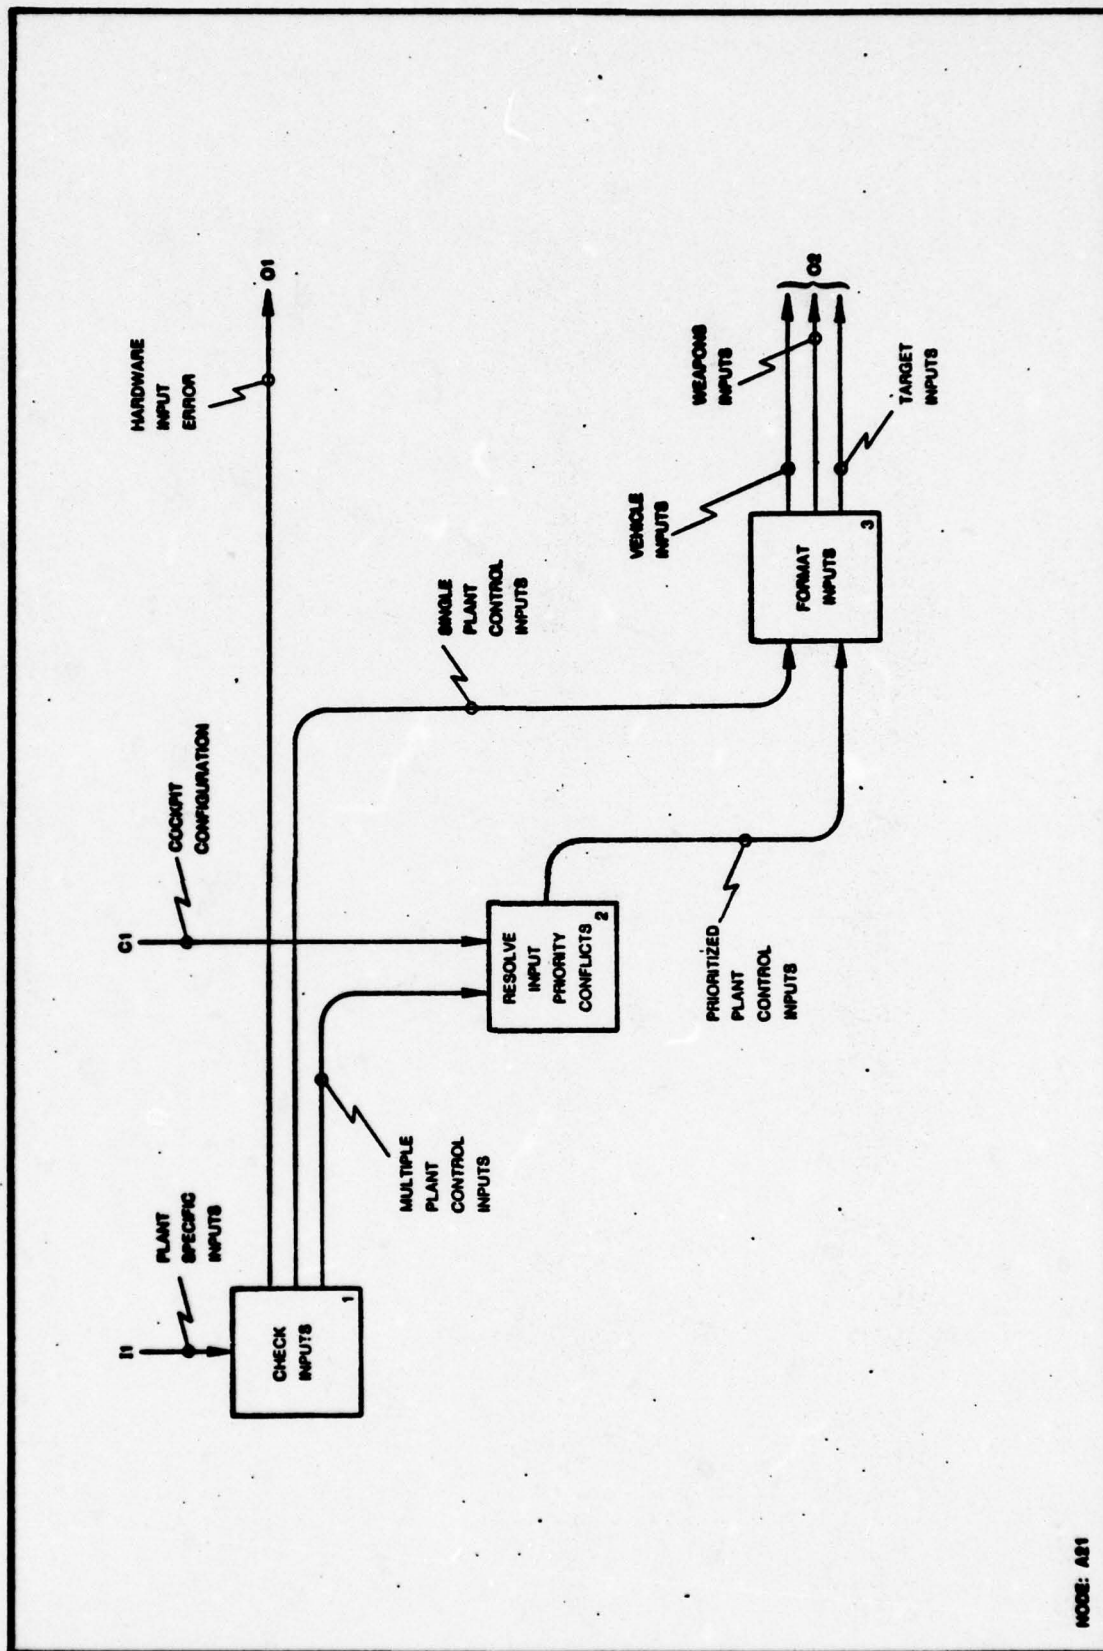 I1
PLANT
SPECIFIC
INPUTS
C1
COCKPIT
CONFIGURATION
HARDWARE
INPUT
ERROR
O1
CHECK
INPUTS
1
MULTIPLE
PLANT
CONTROL
INPUTS
SINGLE
PLANT
CONTROL
INPUTS
RESOLVE
INPUT
PRIORITY
CONFLICTS
2
PRIORITIZED
PLANT
CONTROL
INPUTS
VEHICLE
INPUTS
WEAPONS
INPUTS
O2
FORMAT
INPUTS
3
TARGET
INPUTS
NODE: A21